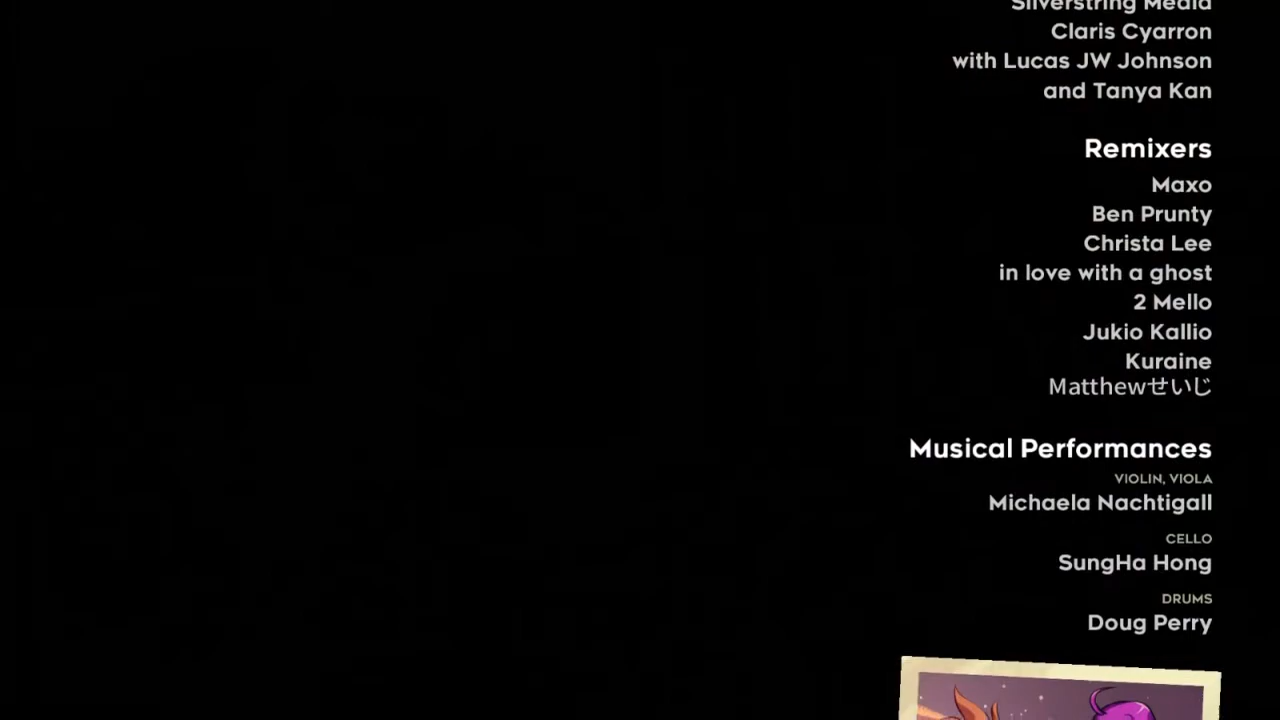 Silverstring Media
Claris Cyarron
with Lucas JW Johnson
and Tanya Kan
Remixers
Maxo
Ben Prunty
Christa Lee
in love with a ghost
2 Mello
Jukio Kallio
Kuraine
Matthewせいじ
Musical Performances
VIOLIN, VIOLA
Michaela Nachtigall
CELLO
SungHa Hong
DRUMS
Doug Perry